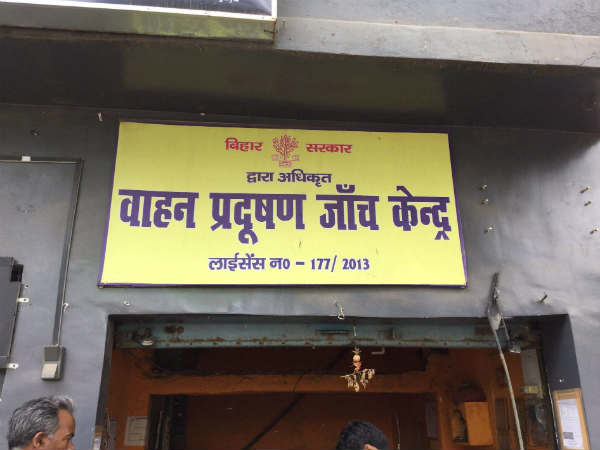 बिहार सरकार
द्वारा अधिकृत
वाहन प्रदूषण जाँच केन्द्र
लाईसेंस न0 - 177/ 2013